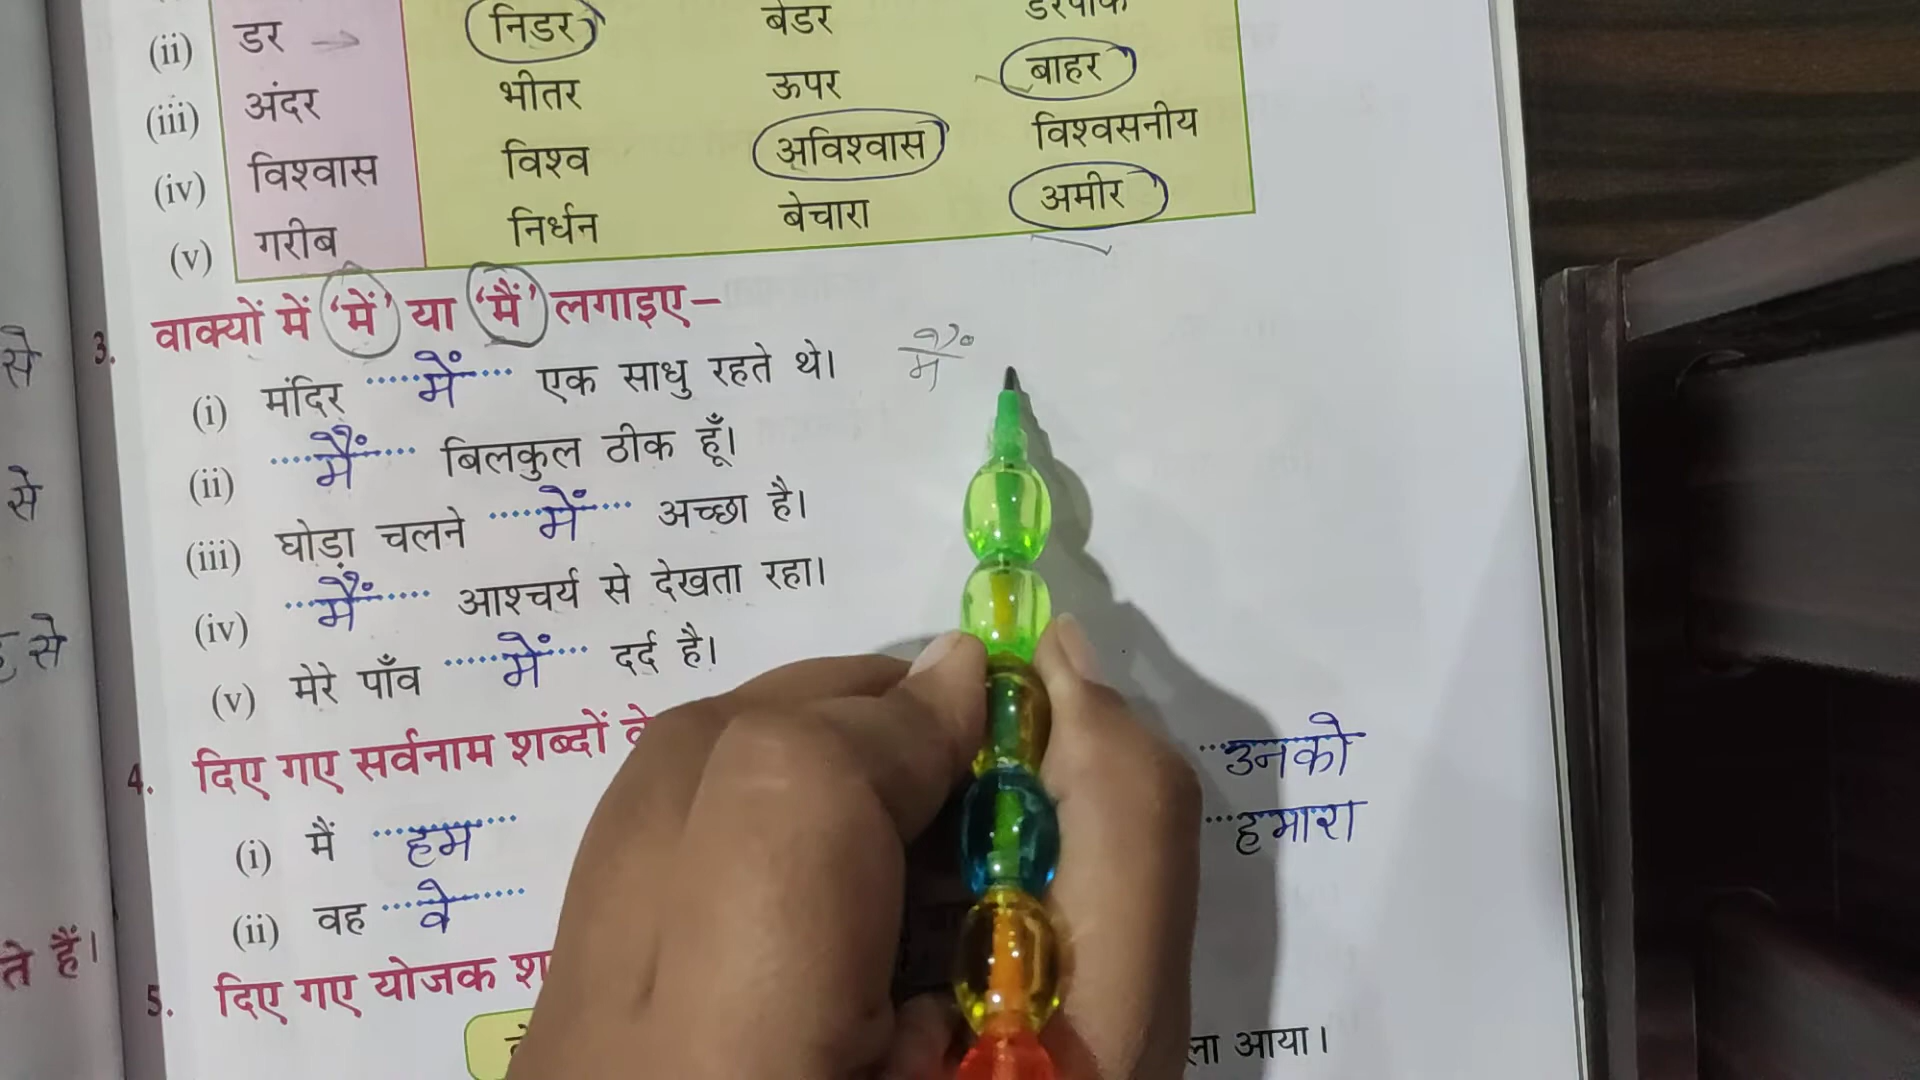 (ii) डर निडर बेडर डरपोक
(iii) अंदर भीतर ऊपर बाहर
(iv) विश्वास विश्व अविश्वास विश्वसनीय
(v) गरीब निर्धन बेचारा अमीर
3. वाक्यों में 'में' या 'मैं' लगाइए–
(i) मंदिर में एक साधु रहते थे।
(ii) मैं बिलकुल ठीक हूँ।
(iii) घोड़ा चलने में अच्छा है।
(iv) मैं आश्चर्य से देखता रहा।
(v) मेरे पाँव में दर्द है।
मैं
4. दिए गए सर्वनाम शब्दों के
(i) मैं हम
(ii) वह वे
उनको
हमारा
5. दिए गए योजक श
ला आया।
से
से
से
ते हैं।